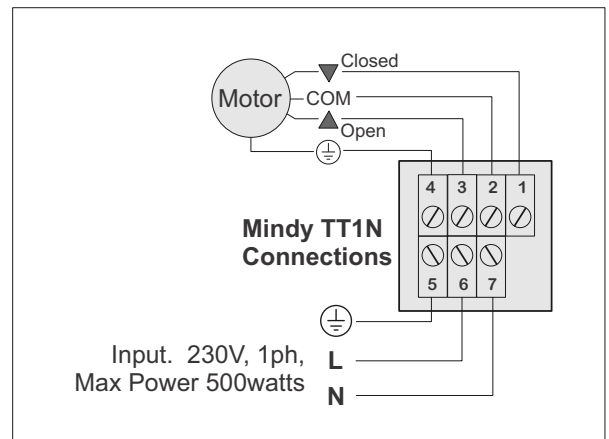 Closed
Motor
COM
Open
4 3 2 1
Mindy TT1N
Connections
5 6 7
Input. 230V, 1ph,
Max Power 500watts
L
N